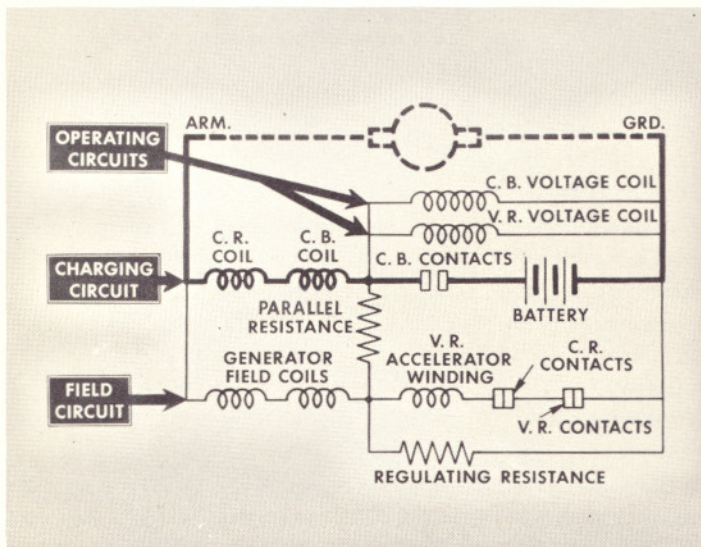 ARM.
GRD.
OPERATING
CIRCUITS
C. B. VOLTAGE COIL
V. R. VOLTAGE COIL
C. R.
COIL
C. B.
COIL
C. B. CONTACTS
CHARGING
CIRCUIT
PARALLEL
RESISTANCE
BATTERY
GENERATOR
FIELD COILS
V. R.
ACCELERATOR
WINDING
C. R.
CONTACTS
FIELD
CIRCUIT
V. R. CONTACTS
REGULATING RESISTANCE